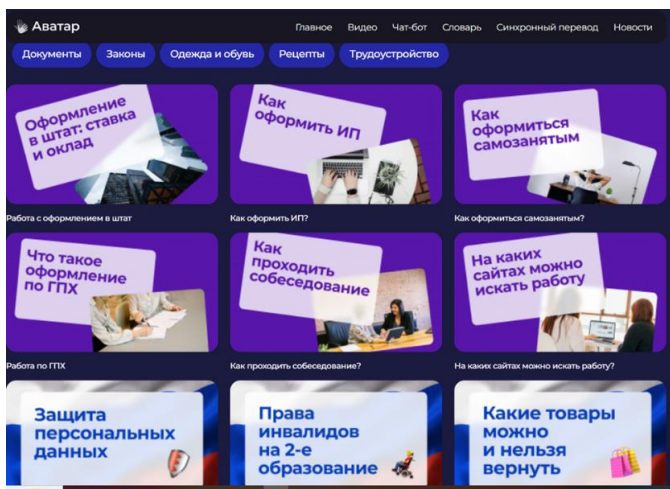 Аватар
Главное Видео Чат-бот Словарь Синхронный перевод Новости
Документы Законы Одежда и обувь Рецепты Трудоустройство
Оформление
в штат: ставка
и оклад
Как
оформить ИП
Как
оформиться
самозанятым
Работа с оформлением в штат
Как оформить ИП?
Как оформиться самозанятым?
Что такое
оформление
по ГПХ
Как
проходить
собеседование
На каких
сайтах можно
искать работу
Работа по ГПХ
Как проходить собеседование?
На каких сайтах можно искать работу?
Защита
персональных
данных
Права
инвалидов
на 2-е
образование
Какие товары
можно
и нельзя
вернуть